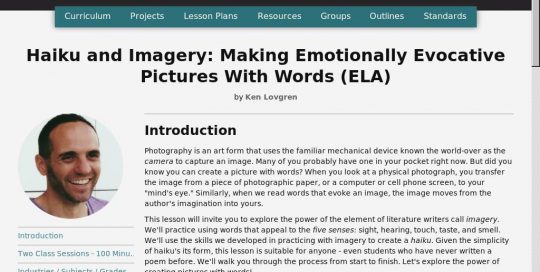 Curriculum Projects Lesson Plans Resources Groups Outlines Standards
Haiku and Imagery: Making Emotionally Evocative
Pictures With Words (ELA)
by Ken Lovgren
Introduction
Two Class Sessions - 100 Minu..
Industries / Subjects / Grades
Introduction
Photography is an art form that uses the familiar mechanical device known the world-over as the
camera to capture an image. Many of you probably have one in your pocket right now. But did you
know you can create a picture with words? When you look at a physical photograph, you transfer
the image from a piece of photographic paper, or a computer or cell phone screen, to your
"mind's eye." Similarly, when we read words that evoke an image, the image moves from the
author's imagination into yours.
This lesson will invite you to explore the power of the element of literature writers call imagery.
We'll practice using words that appeal to the five senses: sight, hearing, touch, taste, and smell.
We'll use the skills we developed in practicing with imagery to create a haiku. Given the simplicity
of haiku's form, this lesson is suitable for anyone - even students who have never written a
poem before. We'll walk you through the process from start to finish. Let's explore the power of
creating pictures with words!